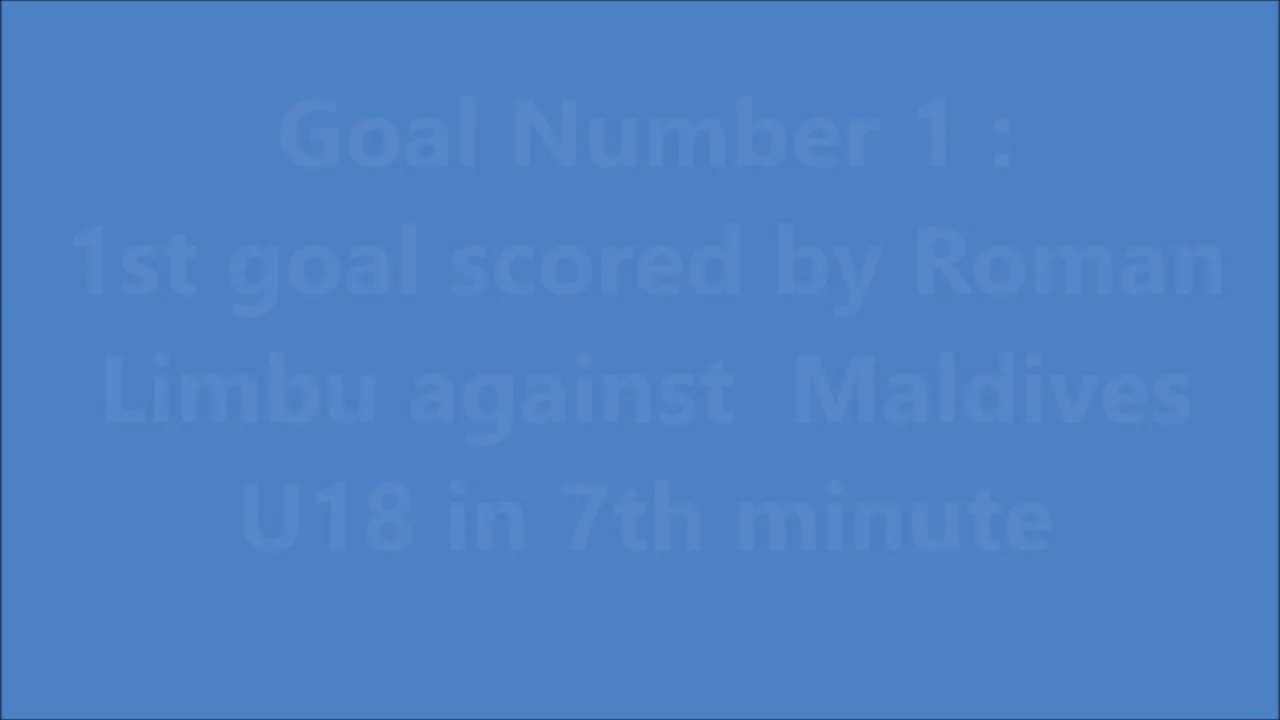 Goal Number 1 :
1st goal scored by Roman
Limbu against  Maldives
U18 in 7th minute